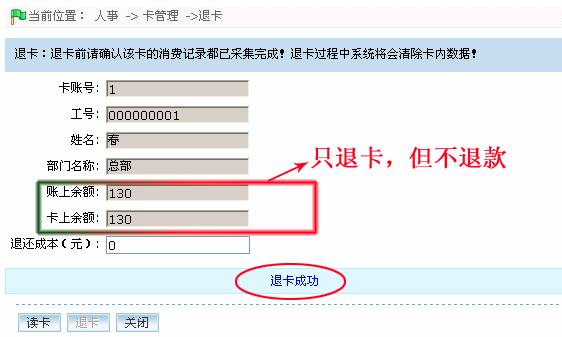 当前位置： 人事 -> 卡管理 ->退卡
退卡：退卡前请确认该卡的消费记录都已采集完成！退卡过程中系统将会清除卡内数据！
卡账号： 1
工号： 000000001
姓名： 春
部门名称： 总部
只退卡，但不退款
账上余额： 130
卡上余额： 130
退还成本（元）： 0
退卡成功
读卡 退卡 关闭